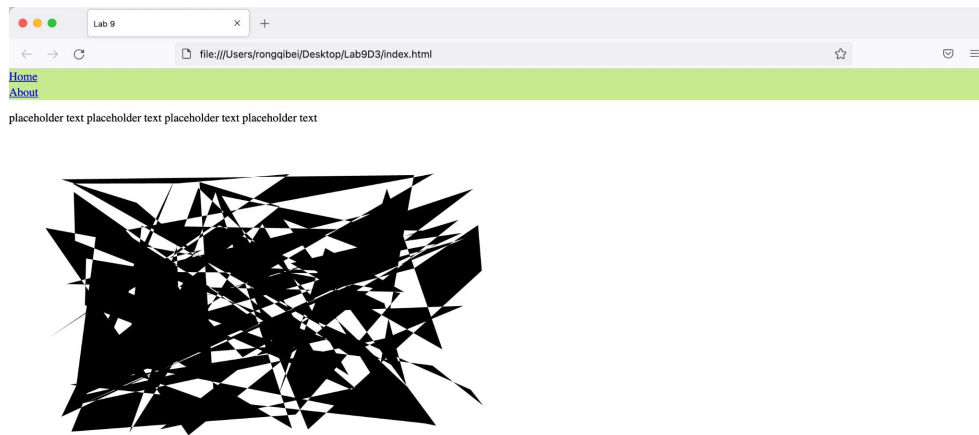 Lab 9
file:///Users/rongqibei/Desktop/Lab9D3/index.html
Home
About
placeholder text placeholder text placeholder text placeholder text